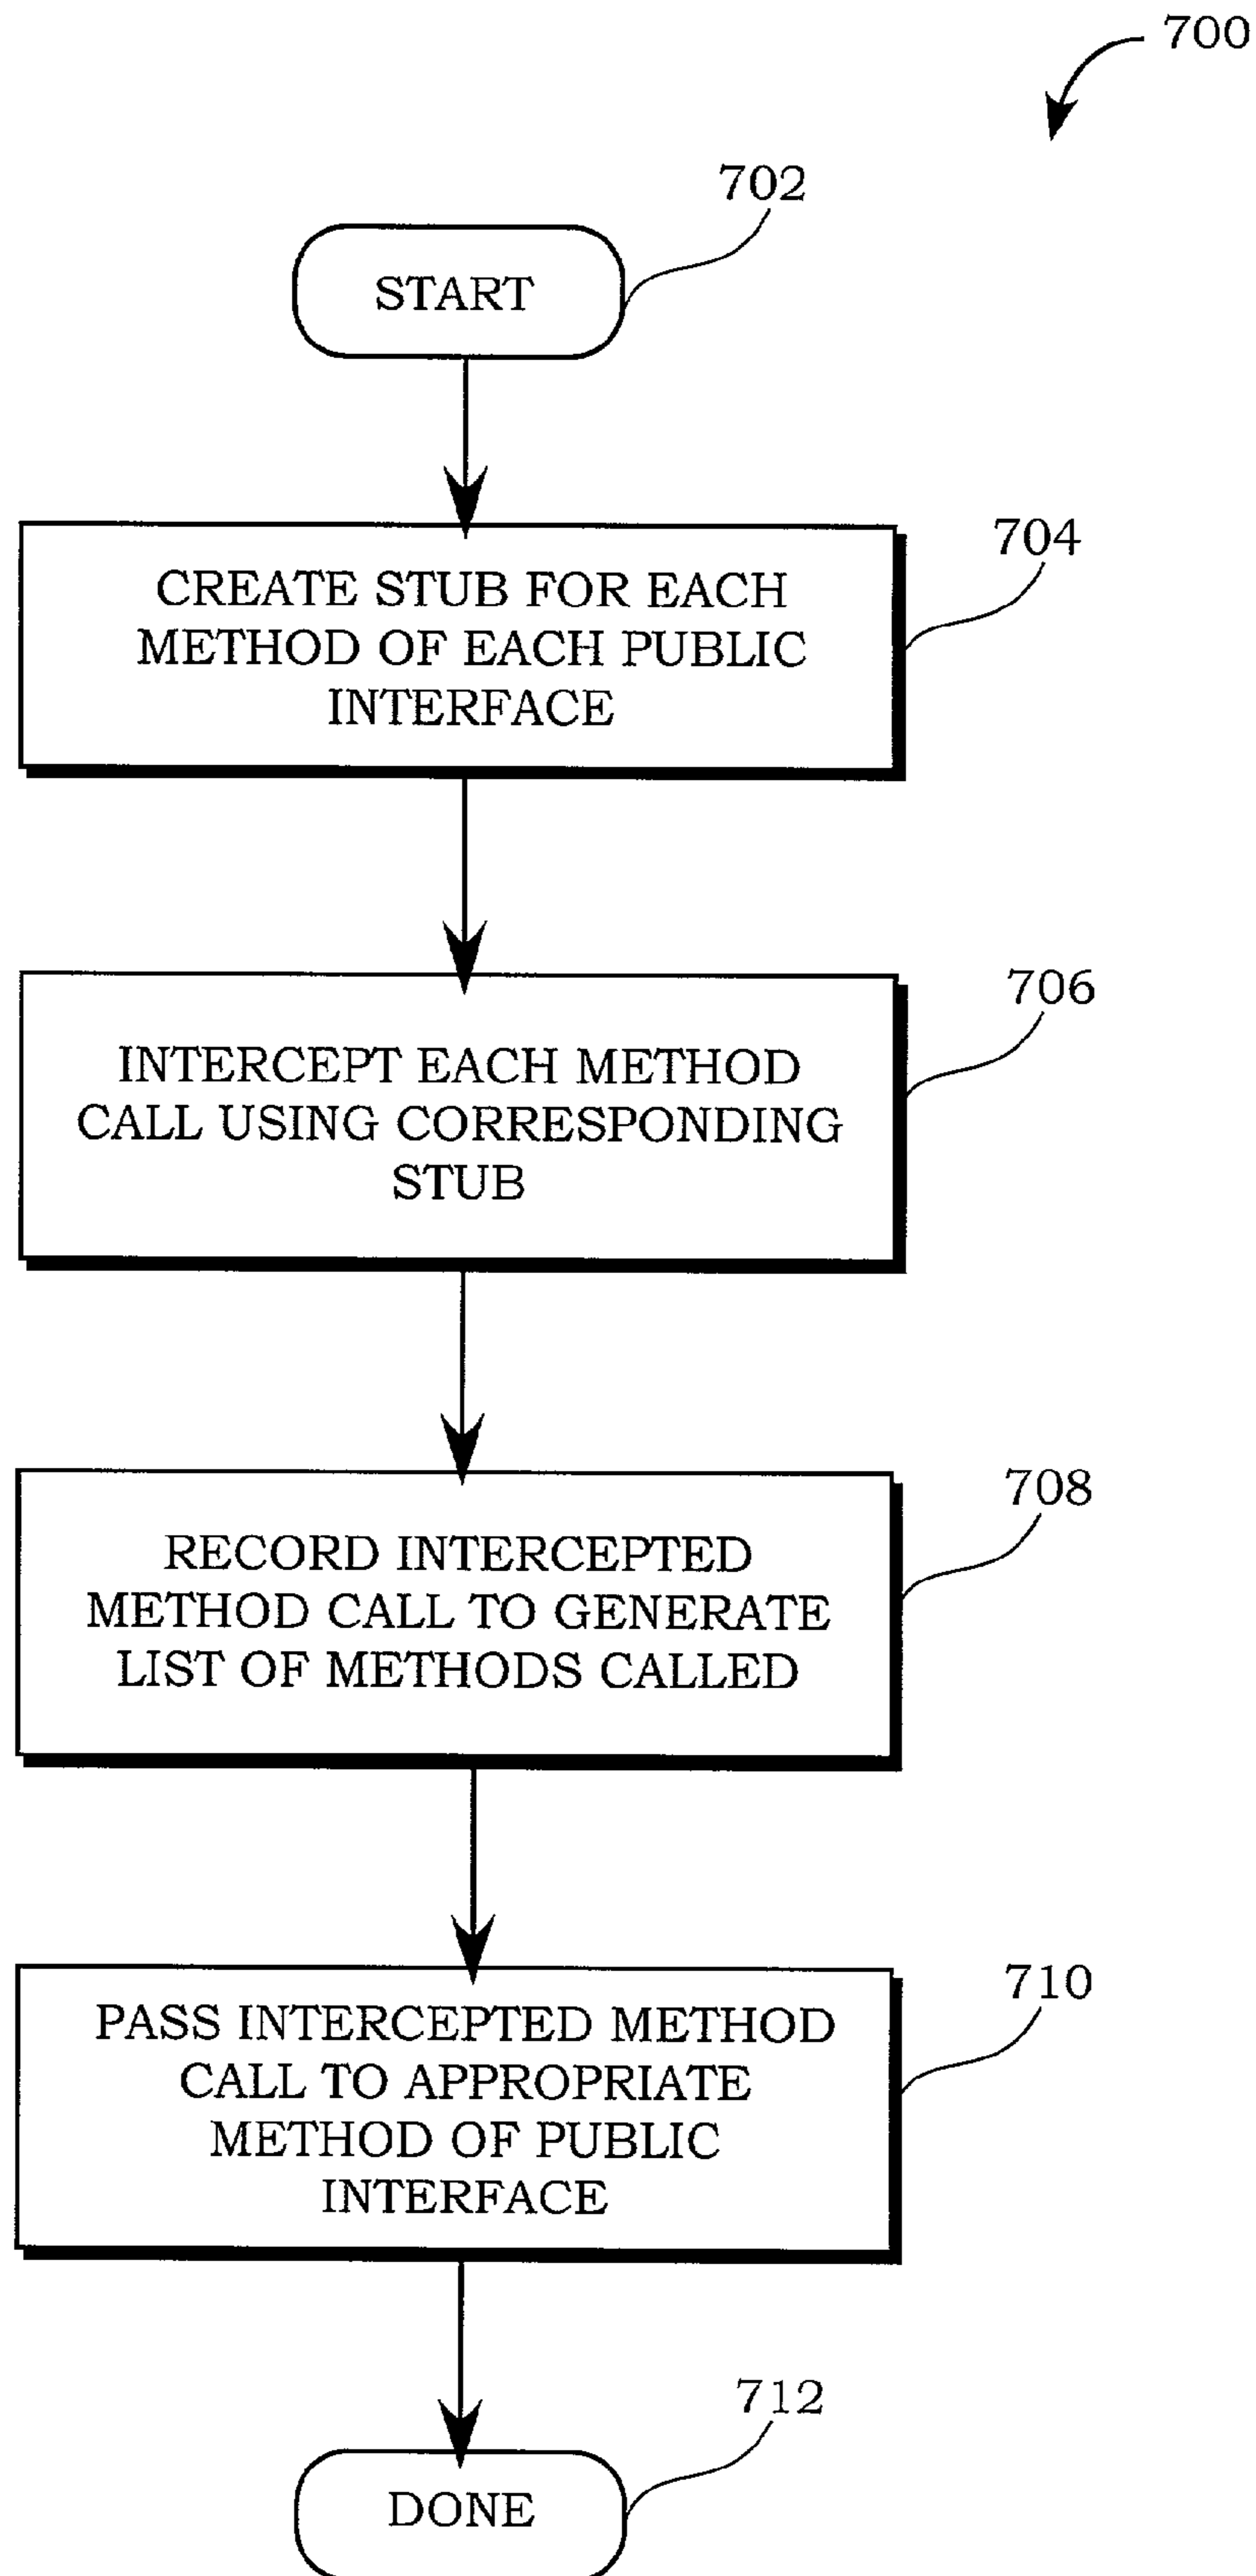 700
702
START
704
CREATE STUB FOR EACH
METHOD OF EACH PUBLIC
INTERFACE
706
INTERCEPT EACH METHOD
CALL USING CORRESPONDING
STUB
708
RECORD INTERCEPTED
METHOD CALL TO GENERATE
LIST OF METHODS CALLED
710
PASS INTERCEPTED METHOD
CALL TO APPROPRIATE
METHOD OF PUBLIC
INTERFACE
712
DONE